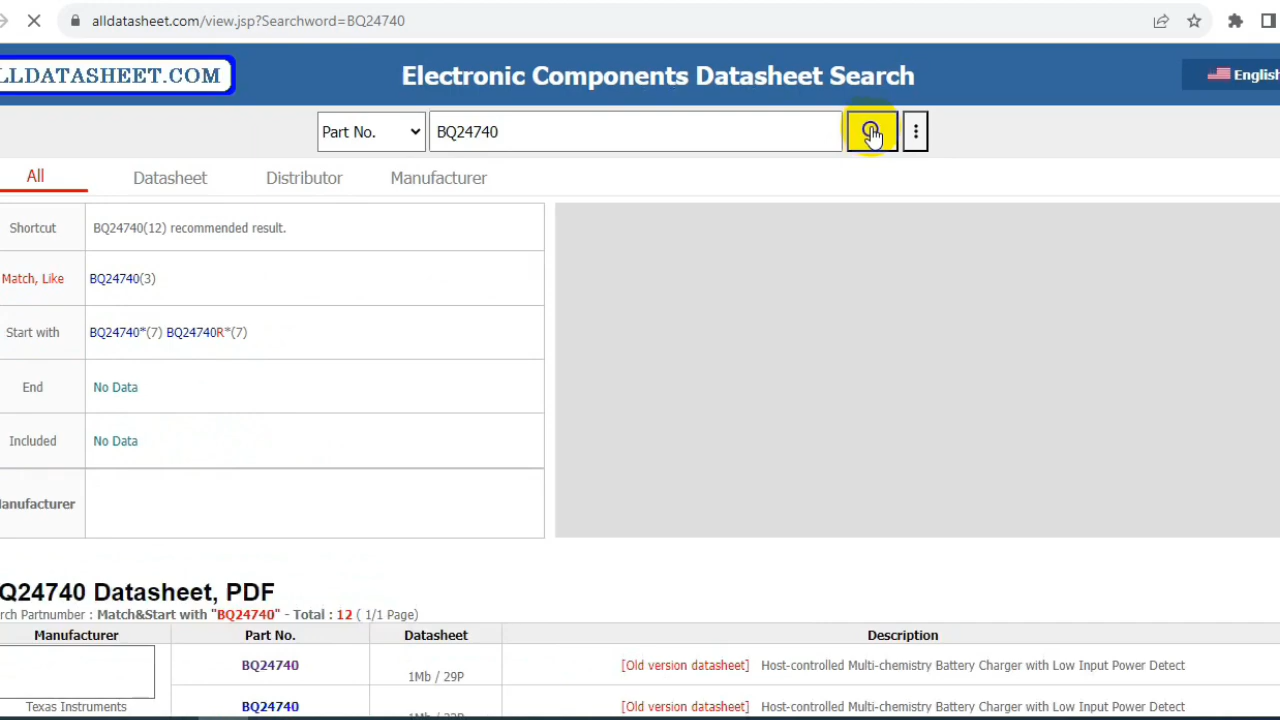 alldatasheet.com/view.jsp?Searchword=BQ24740
LLDATASHEET.COM
Electronic Components Datasheet Search
English
Part No.
BQ24740
All Datasheet Distributor Manufacturer
Shortcut BQ24740(12) recommended result.
Match, Like BQ24740(3)
Start with BQ24740*(7) BQ24740R*(7)
End No Data
Included No Data
anufacturer
Q24740 Datasheet, PDF
rch Partnumber : Match&Start with "BQ24740" - Total : 12 ( 1/1 Page)
Manufacturer Part No. Datasheet Description
BQ24740 1Mb / 29P [Old version datasheet] Host-controlled Multi-chemistry Battery Charger with Low Input Power Detect
Texas Instruments BQ24740 [Old version datasheet] Host-controlled Multi-chemistry Battery Charger with Low Input Power Detect